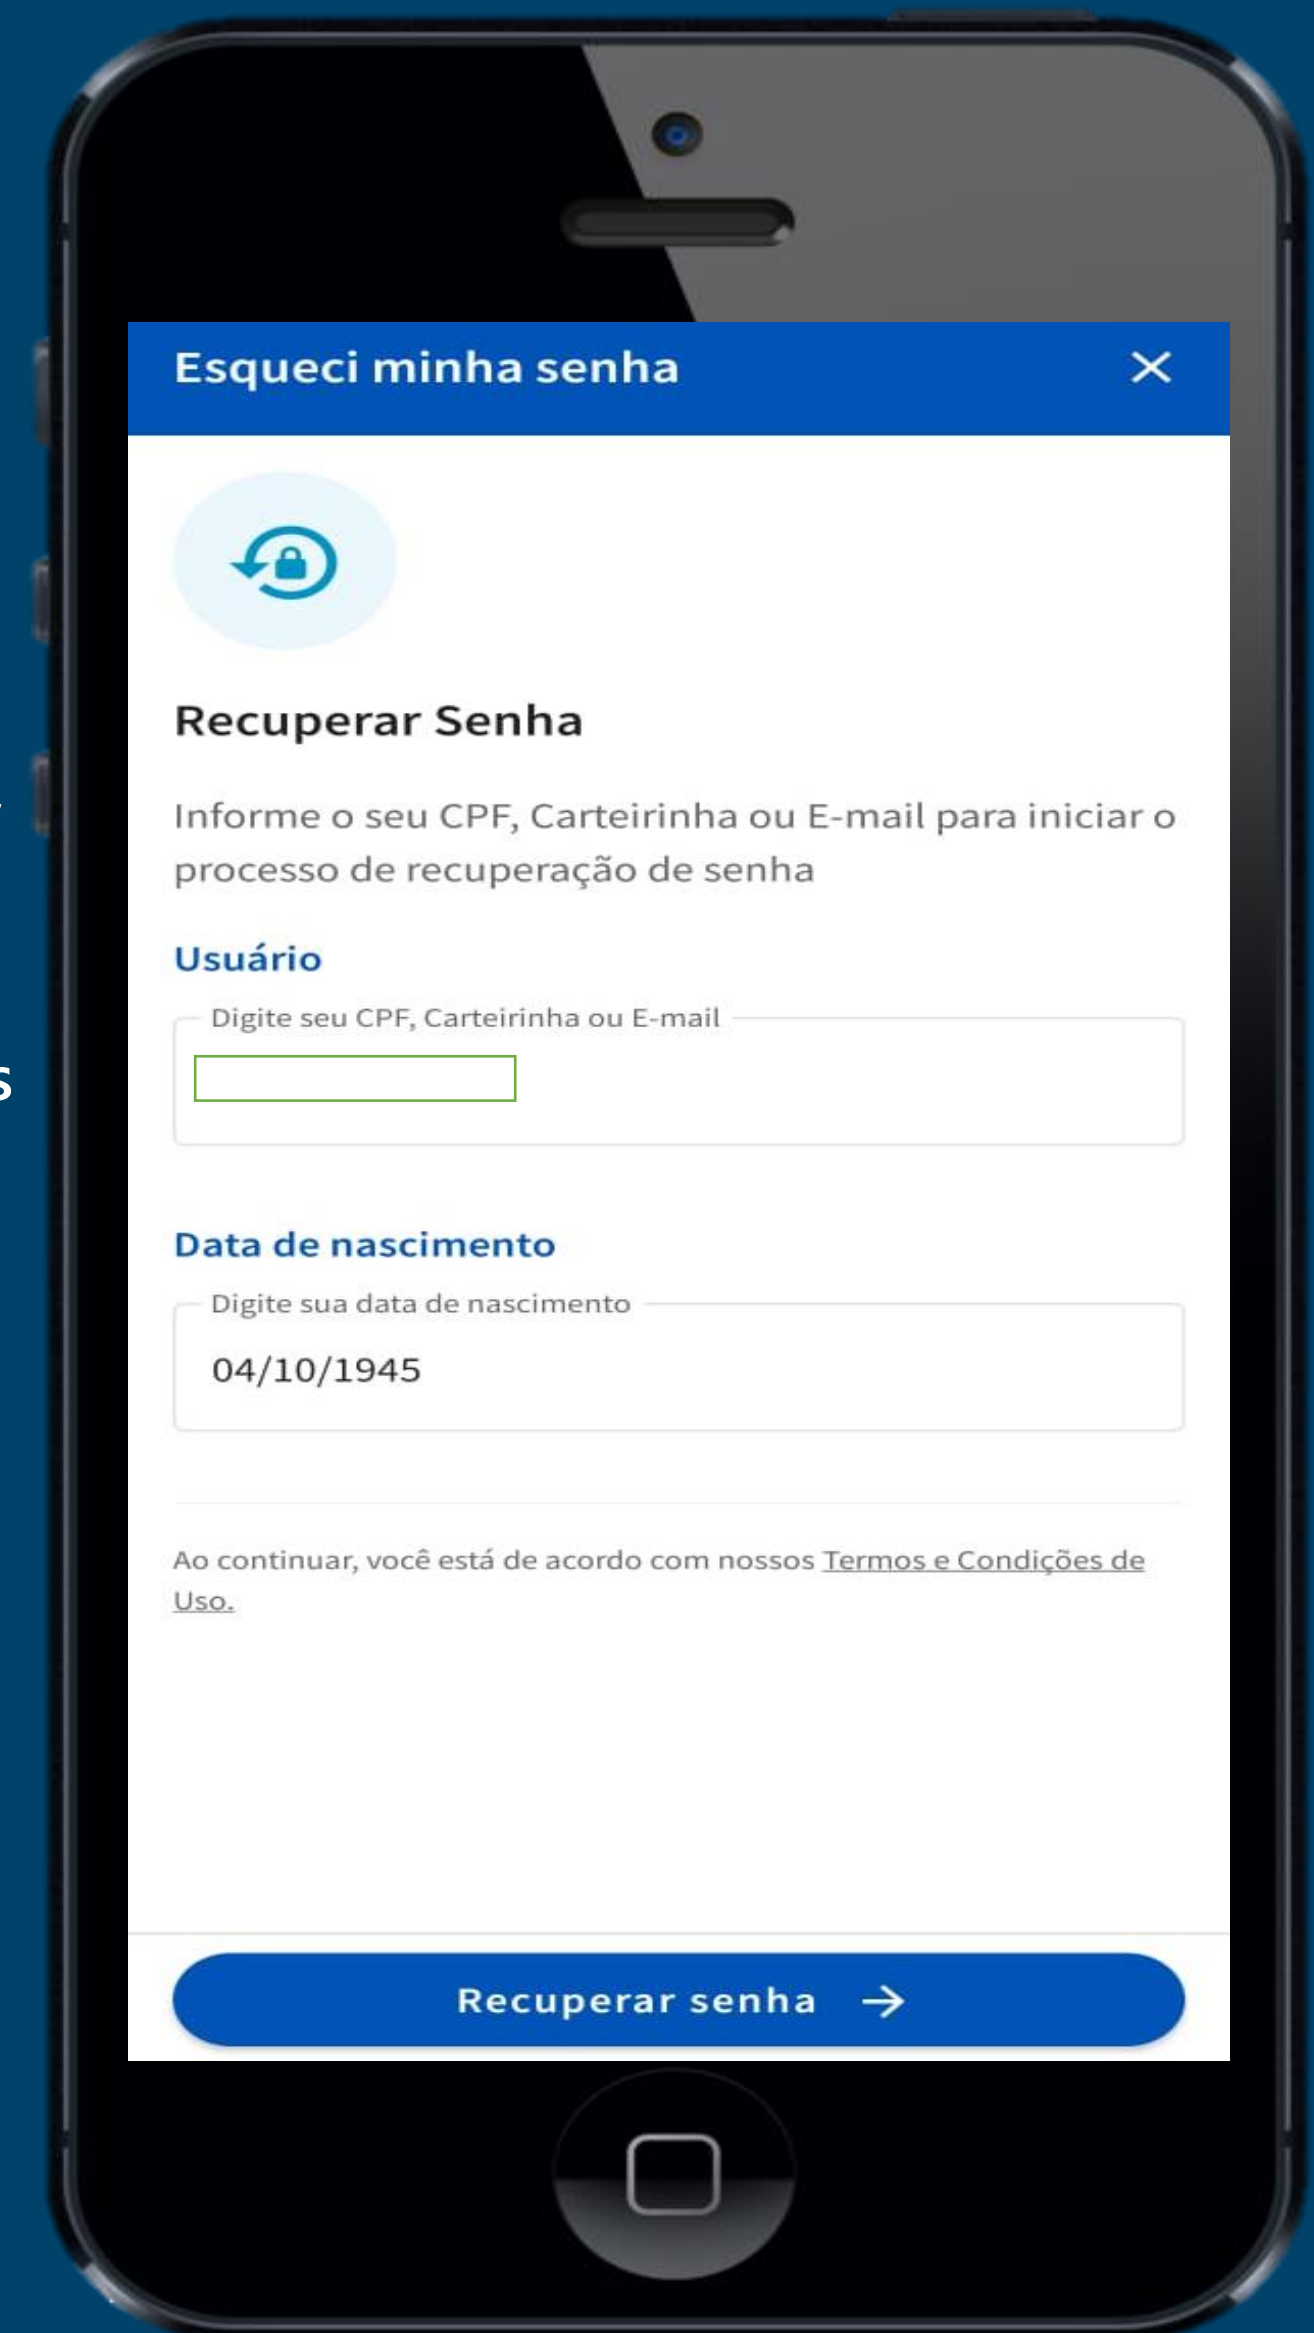 Esqueci minha senha
Recuperar Senha
Informe o seu CPF, Carteirinha ou E-mail para iniciar o
processo de recuperação de senha
Usuário
Digite seu CPF, Carteirinha ou E-mail
s
Data de nascimento
Digite sua data de nascimento
04/10/1945
Ao continuar, você está de acordo com nossos Termos e Condições de
Uso.
Recuperar senha